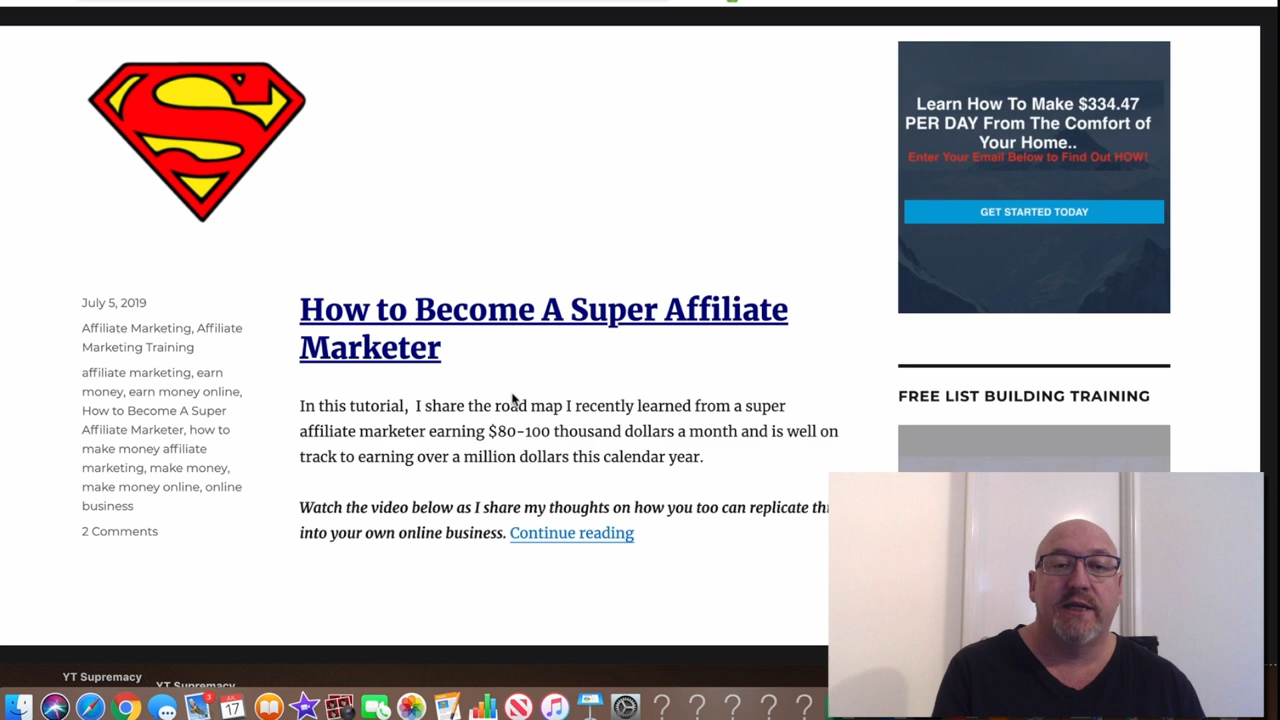 July 5, 2019
Affiliate Marketing, Affiliate
Marketing Training
affiliate marketing, earn
money, earn money online,
How to Become A Super
Affiliate Marketer, how to
make money affiliate
marketing, make money,
make money online, online
business
2 Comments
How to Become A Super Affiliate
Marketer
In this tutorial, I share the road map I recently learned from a super
affiliate marketer earning $80-100 thousand dollars a month and is well on
track to earning over a million dollars this calendar year.
Watch the video below as I share my thoughts on how you too can replicate
into your own online business. Continue reading
Learn How To Make $334.47
PER DAY From The Comfort of
Your Home..
Enter Your Email Below to Find Out HOW!
GET STARTED TODAY
FREE LIST BUILDING TRAINING
YT Supremacy
YT Supremacy
3
17
? ? ? ? ?